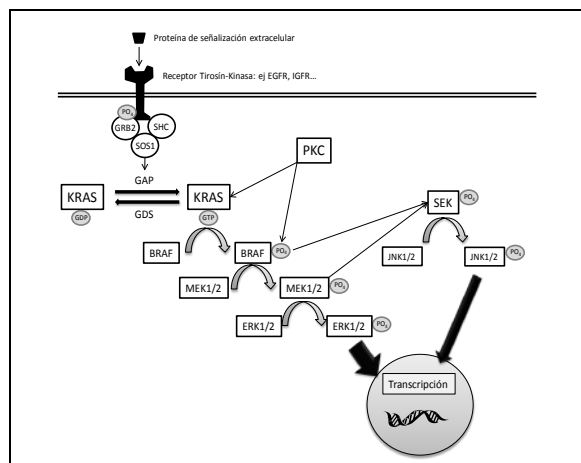 Proteína de señalización extracelular
Receptor Tirosín-Kinasa: ej EGFR, IGFR...
PO₄
GRB2
SHC
SOS1
PKC
GAP
KRAS
KRAS
GDS
GDP
GTP
SEK
PO₄
BRAF
BRAF
PO₄
JNK1/2
JNK1/2
PO₄
MEK1/2
MEK1/2
PO₄
ERK1/2
ERK1/2
PO₄
Transcripción